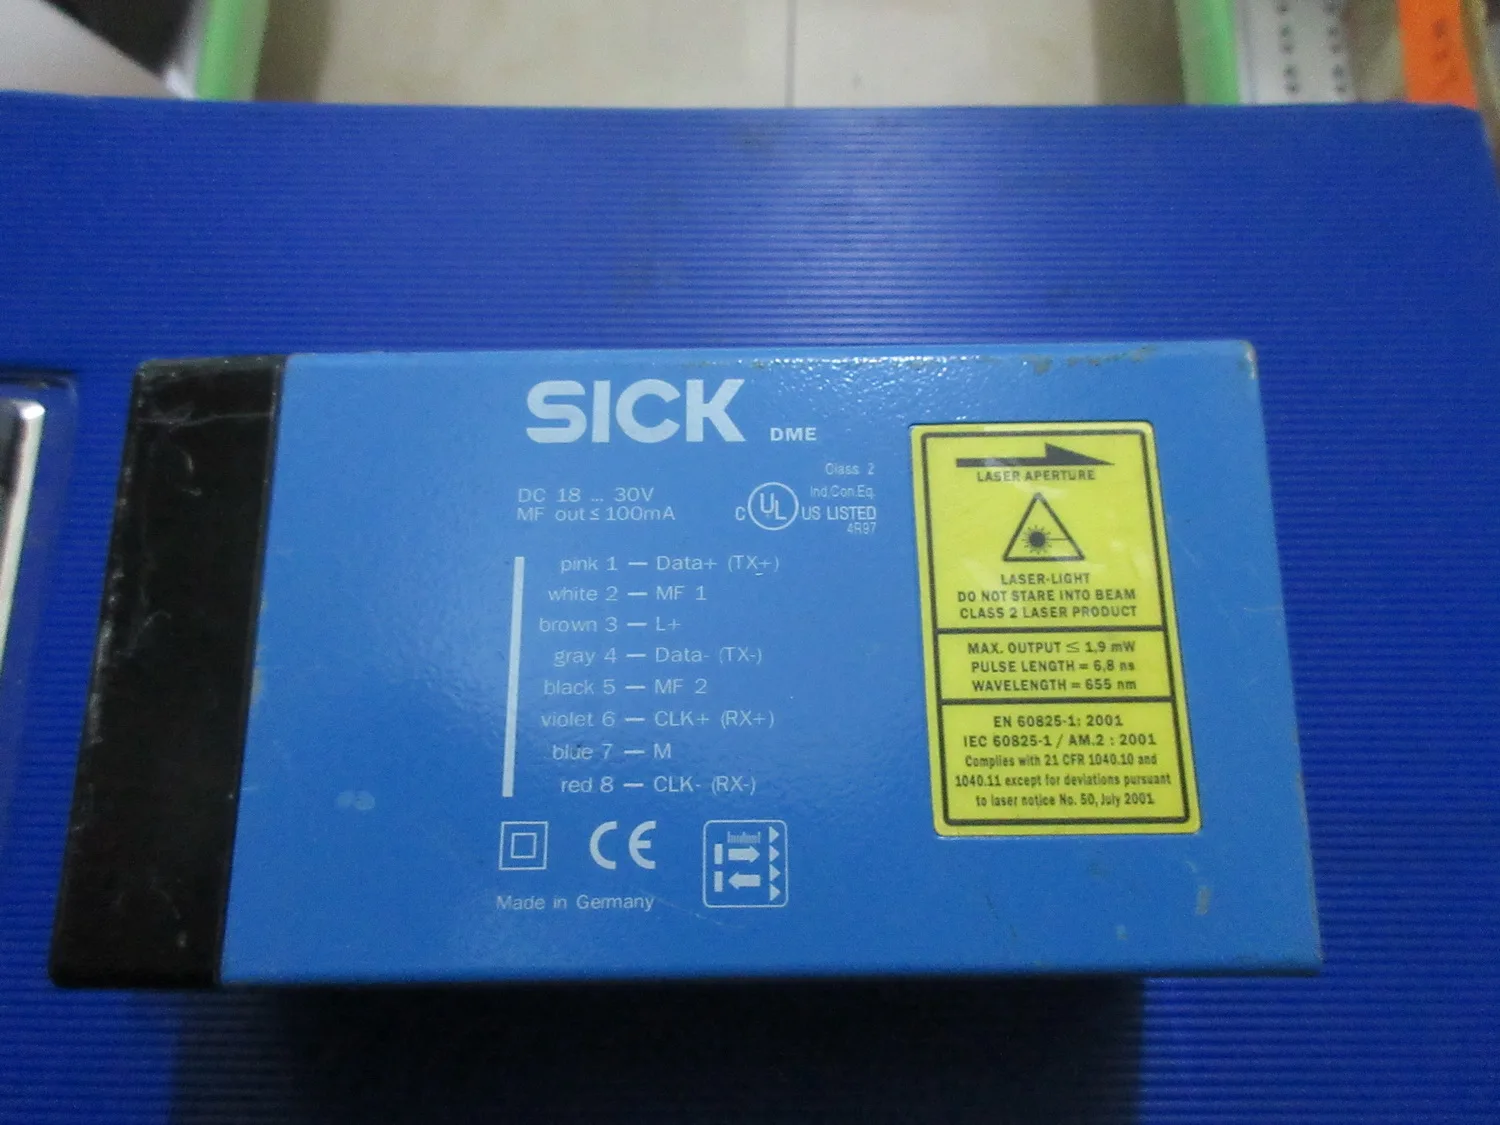 SICK DME
Class 2
DC 18 ... 30V
Ind.Con.Eq.
MF out ≤ 100mA
C UL US LISTED
4R97
pink 1 — Data+ (TX+)
white 2 — MF 1
brown 3 — L+
gray 4 — Data- (TX-)
black 5 — MF 2
violet 6 — CLK+ (RX+)
blue 7 — M
red 8 — CLK- (RX-)
CE
Made in Germany
LASER APERTURE
LASER-LIGHT
DO NOT STARE INTO BEAM
CLASS 2 LASER PRODUCT
MAX. OUTPUT ≤ 1,9 mW
PULSE LENGTH = 6,8 ns
WAVELENGTH = 655 nm
EN 60825-1: 2001
IEC 60825-1 / AM.2 : 2001
Complies with 21 CFR 1040.10 and
1040.11 except for deviations pursuant
to laser notice No. 50, July 2001